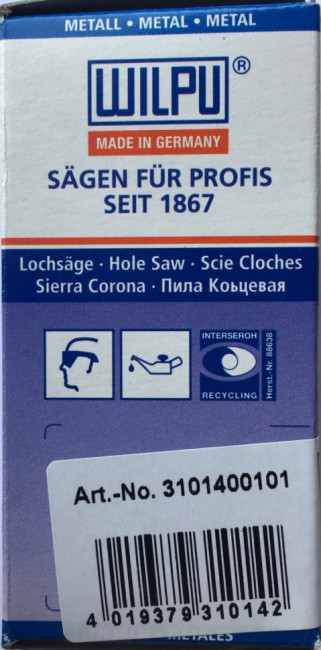 METALL • METAL • METAL
WILPU®
MADE IN GERMANY
SÄGEN FÜR PROFIS
SEIT 1867
Lochsäge · Hole Saw · Scie Cloches
Sierra Corona · Пила Коьцевая
INTERSEROH
RECYCLING
Herst.-Nr. 88638
Art.-No. 3101400101
4 019379 310142
METALES